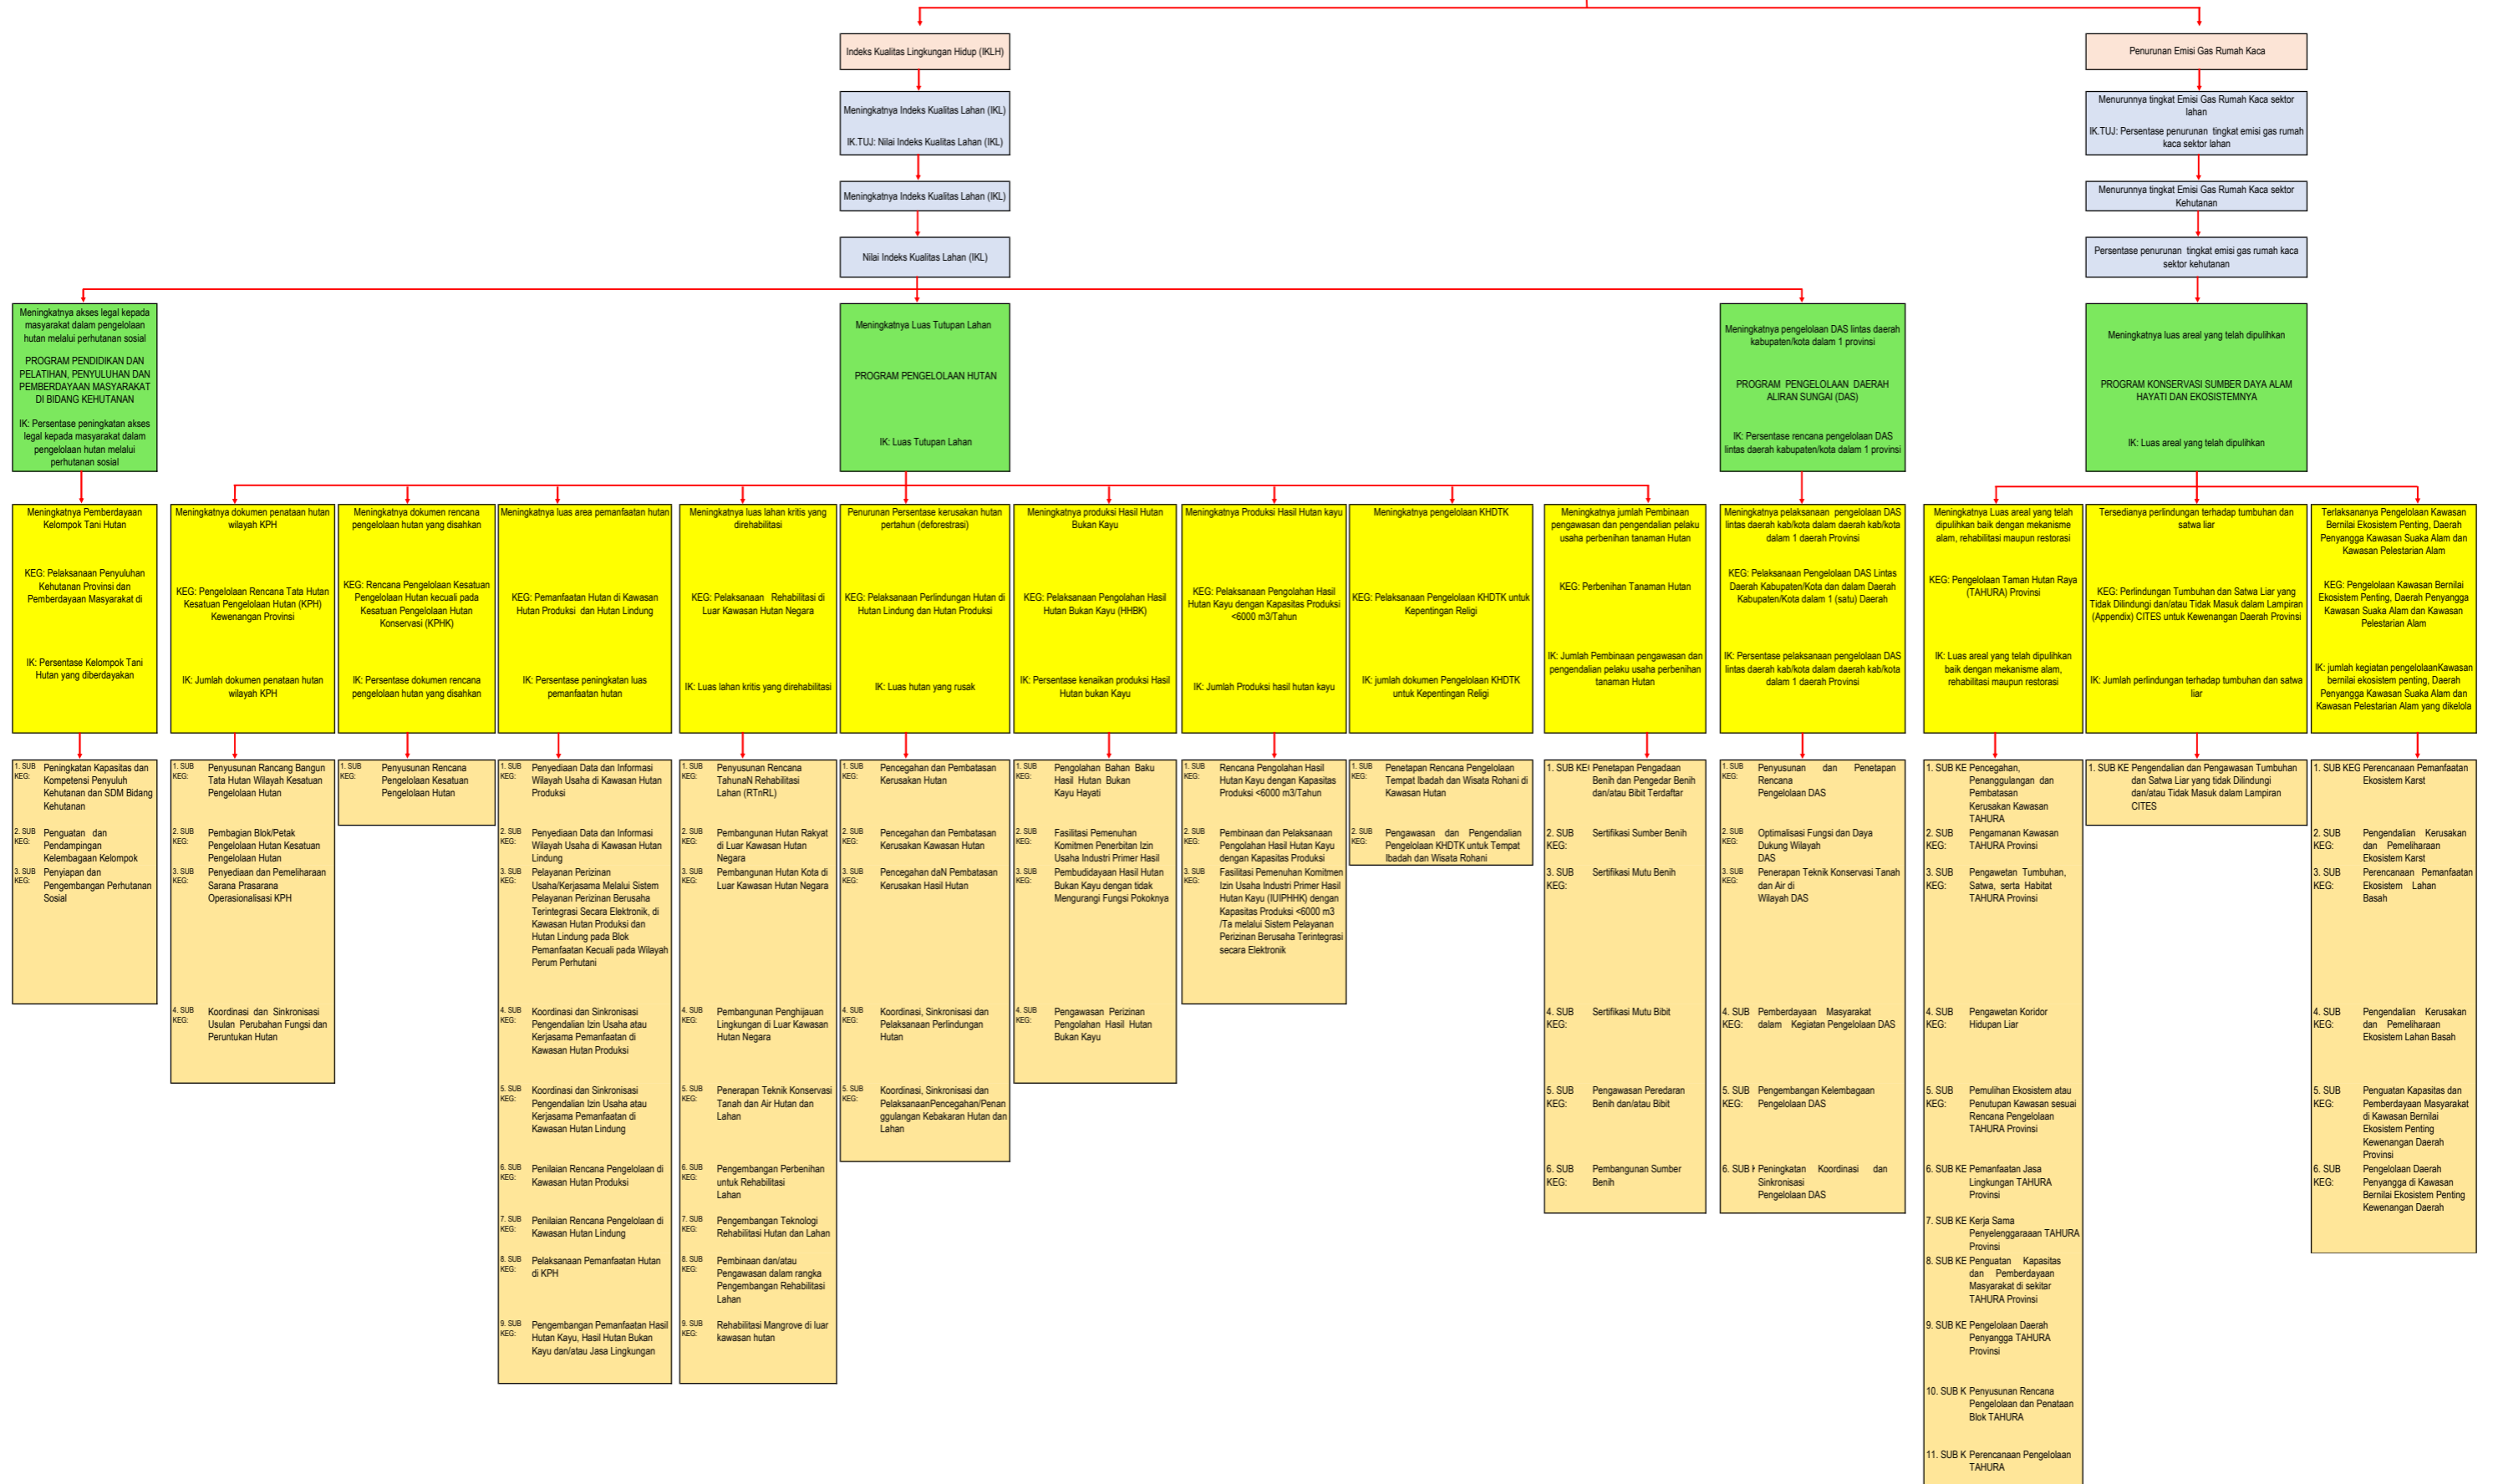 Indeks Kualitas Lingkungan Hidup (IKLH)
Penurunan Emisi Gas Rumah Kaca
Meningkatnya Indeks Kualitas Lahan (IKL)
IK.TUJ: Nilai Indeks Kualitas Lahan (IKL)
Menurunnya tingkat Emisi Gas Rumah Kaca sektor
lahan
IK.TUJ: Persentase penurunan tingkat emisi gas rumah
kaca sektor lahan
Meningkatnya Indeks Kualitas Lahan (IKL)
Menurunnya tingkat Emisi Gas Rumah Kaca sektor
Kehutanan
Nilai Indeks Kualitas Lahan (IKL)
Persentase penurunan tingkat emisi gas rumah kaca
sektor kehutanan
Meningkatnya akses legal kepada
masyarakat dalam pengelolaan
hutan melalui perhutanan sosial
PROGRAM PENDIDIKAN DAN
PELATIHAN, PENYULUHAN DAN
PEMBERDAYAAN MASYARAKAT
DI BIDANG KEHUTANAN
IK: Persentase peningkatan akses
legal kepada masyarakat dalam
pengelolaan hutan melalui
perhutanan sosial
Meningkatnya Luas Tutupan Lahan
PROGRAM PENGELOLAAN HUTAN
IK: Luas Tutupan Lahan
Meningkatnya pengelolaan DAS lintas daerah
kabupaten/kota dalam 1 provinsi
PROGRAM PENGELOLAAN DAERAH
ALIRAN SUNGAI (DAS)
IK: Persentase rencana pengelolaan DAS
lintas daerah kabupaten/kota dalam 1 provinsi
Meningkatnya luas areal yang telah dipulihkan
PROGRAM KONSERVASI SUMBER DAYA ALAM
HAYATI DAN EKOSISTEMNYA
IK: Luas areal yang telah dipulihkan
Meningkatnya Pemberdayaan
Kelompok Tani Hutan
KEG: Pelaksanaan Penyuluhan
Kehutanan Provinsi dan
Pemberdayaan Masyarakat di
IK: Persentase Kelompok Tani
Hutan yang diberdayakan
Meningkatnya dokumen penataan hutan
wilayah KPH
KEG: Pengelolaan Rencana Tata Hutan
Kesatuan Pengelolaan Hutan (KPH)
Kewenangan Provinsi
IK: Jumlah dokumen penataan hutan
wilayah KPH
Meningkatnya dokumen rencana
pengelolaan hutan yang disahkan
KEG: Rencana Pengelolaan Kesatuan
Pengelolaan Hutan kecuali pada
Kesatuan Pengelolaan Hutan
Konservasi (KPHK)
IK: Persentase dokumen rencana
pengelolaan hutan yang disahkan
Meningkatnya luas area pemanfaatan hutan
KEG: Pemanfaatan Hutan di Kawasan
Hutan Produksi dan Hutan Lindung
IK: Persentase peningkatan luas
pemanfaatan hutan
Meningkatnya luas lahan kritis yang
direhabilitasi
KEG: Pelaksanaan Rehabilitasi di
Luar Kawasan Hutan Negara
IK: Luas lahan kritis yang direhabilitasi
Penurunan Persentase kerusakan hutan
pertahun (deforestrasi)
KEG: Pelaksanaan Perlindungan Hutan di
Hutan Lindung dan Hutan Produksi
IK: Luas hutan yang rusak
Meningkatnya produksi Hasil Hutan
Bukan Kayu
KEG: Pelaksanaan Pengolahan Hasil
Hutan Bukan Kayu (HHBK)
IK: Persentase kenaikan produksi Hasil
Hutan bukan Kayu
Meningkatnya Produksi Hasil Hutan kayu
KEG: Pelaksanaan Pengolahan Hasil
Hutan Kayu dengan Kapasitas Produksi
<6000 m3/Tahun
IK: Jumlah Produksi hasil hutan kayu
Meningkatnya pengelolaan KHDTK
KEG: Pelaksanaan Pengelolaan KHDTK untuk
Kepentingan Religi
IK: jumlah dokumen Pengelolaan KHDTK
untuk Kepentingan Religi
Meningkatnya jumlah Pembinaan
pengawasan dan pengendalian pelaku
usaha perbenihan tanaman Hutan
KEG: Perbenihan Tanaman Hutan
IK: Jumlah Pembinaan pengawasan dan
pengendalian pelaku usaha perbenihan
tanaman Hutan
Meningkatnya pelaksanaan pengelolaan DAS
lintas daerah kab/kota dalam daerah kab/kota
dalam 1 daerah Provinsi
KEG: Pelaksanaan Pengelolaan DAS Lintas
Daerah Kabupaten/Kota dan dalam Daerah
Kabupaten/Kota dalam 1 (satu) Daerah
IK: Persentase pelaksanaan pengelolaan DAS
lintas daerah kab/kota dalam daerah kab/kota
dalam 1 daerah Provinsi
Meningkatnya Luas areal yang telah
dipulihkan baik dengan mekanisme
alam, rehabilitasi maupun restorasi
KEG: Pengelolaan Taman Hutan Raya
(TAHURA) Provinsi
IK: Luas areal yang telah dipulihkan
baik dengan mekanisme alam,
rehabilitasi maupun restorasi
Tersedianya perlindungan terhadap tumbuhan dan
satwa liar
KEG: Perlindungan Tumbuhan dan Satwa Liar yang
Tidak Dilindungi dan/atau Tidak Masuk dalam Lampiran
(Appendix) CITES untuk Kewenangan Daerah Provinsi
IK: Jumlah perlindungan terhadap tumbuhan dan satwa
liar
Terlaksananya Pengelolaan Kawasan
Bernilai Ekosistem Penting, Daerah
Penyangga Kawasan Suaka Alam dan
Kawasan Pelestarian Alam
KEG: Pengelolaan Kawasan Bernilai
Ekosistem Penting, Daerah Penyangga
Kawasan Suaka Alam dan Kawasan
Pelestarian Alam
IK: jumlah kegiatan pengelolaanKawasan
bernilai ekosistem penting, Daerah
Penyangga Kawasan Suaka Alam dan
Kawasan Pelestarian Alam yang dikelola
1. SUB KEG: Peningkatan Kapasitas dan
Kompetensi Penyuluh
Kehutanan dan SDM Bidang
Kehutanan
2. SUB KEG: Penguatan dan
Pendampingan
Kelembagaan Kelompok
3. SUB KEG: Penyiapan dan
Pengembangan Perhutanan
Sosial
1. SUB KEG: Penyusunan Rancang Bangun
Tata Hutan Wilayah Kesatuan
Pengelolaan Hutan
2. SUB KEG: Pembagian Blok/Petak
Pengelolaan Hutan Kesatuan
Pengelolaan Hutan
3. SUB KEG: Penyediaan dan Pemeliharaan
Sarana Prasarana
Operasionalisasi KPH
4. SUB KEG: Koordinasi dan Sinkronisasi
Usulan Perubahan Fungsi dan
Peruntukan Hutan
1. SUB KEG: Penyusunan Rencana
Pengelolaan Kesatuan
Pengelolaan Hutan
1. SUB KEG: Penyediaan Data dan Informasi
Wilayah Usaha di Kawasan Hutan
Produksi
2. SUB KEG: Penyediaan Data dan Informasi
Wilayah Usaha di Kawasan Hutan
Lindung
3. SUB KEG: Pelayanan Perizinan
Usaha/Kerjasama Melalui Sistem
Pelayanan Perizinan Berusaha
Terintegrasi Secara Elektronik, di
Kawasan Hutan Produksi dan
Hutan Lindung pada Blok
Pemanfaatan Kecuali pada Wilayah
Perum Perhutani
4. SUB KEG: Koordinasi dan Sinkronisasi
Pengendalian Izin Usaha atau
Kerjasama Pemanfaatan di
Kawasan Hutan Produksi
5. SUB KEG: Koordinasi dan Sinkronisasi
Pengendalian Izin Usaha atau
Kerjasama Pemanfaatan di
Kawasan Hutan Lindung
6. SUB KEG: Penilaian Rencana Pengelolaan di
Kawasan Hutan Produksi
7. SUB KEG: Penilaian Rencana Pengelolaan di
Kawasan Hutan Lindung
8. SUB KEG: Pelaksanaan Pemanfaatan Hutan
di KPH
9. SUB KEG: Pengembangan Pemanfaatan Hasil
Hutan Kayu, Hasil Hutan Bukan
Kayu dan/atau Jasa Lingkungan
1. SUB KEG: Penyusunan Rencana
TahunaN Rehabilitasi
Lahan (RTnRL)
2. SUB KEG: Pembangunan Hutan Rakyat
di Luar Kawasan Hutan
Negara
3. SUB KEG: Pembangunan Hutan Kota di
Luar Kawasan Hutan Negara
4. SUB KEG: Pembangunan Penghijauan
Lingkungan di Luar Kawasan
Hutan Negara
5. SUB KEG: Penerapan Teknik Konservasi
Tanah dan Air Hutan dan
Lahan
6. SUB KEG: Pengembangan Perbenihan
untuk Rehabilitasi
Lahan
7. SUB KEG: Pengembangan Teknologi
Rehabilitasi Hutan dan Lahan
8. SUB KEG: Pembinaan dan/atau
Pengawasan dalam rangka
Pengembangan Rehabilitasi
Lahan
9. SUB KEG: Rehabilitasi Mangrove di luar
kawasan hutan
1. SUB KEG: Pencegahan dan Pembatasan
Kerusakan Hutan
2. SUB KEG: Pencegahan dan Pembatasan
Kerusakan Kawasan Hutan
3. SUB KEG: Pencegahan daN Pembatasan
Kerusakan Hasil Hutan
4. SUB KEG: Koordinasi, Sinkronisasi dan
Pelaksanaan Perlindungan
Hutan
5. SUB KEG: Koordinasi, Sinkronisasi dan
PelaksanaanPencegahan/Penan
ggulangan Kebakaran Hutan dan
Lahan
1. SUB KEG: Pengolahan Bahan Baku
Hasil Hutan Bukan
Kayu Hayati
2. SUB KEG: Fasilitasi Pemenuhan
Komitmen Penerbitan Izin
Usaha Industri Primer Hasil
3. SUB KEG: Pembudidayaan Hasil Hutan
Bukan Kayu dengan tidak
Mengurangi Fungsi Pokoknya
4. SUB KEG: Pengawasan Perizinan
Pengolahan Hasil Hutan
Bukan Kayu
1. SUB KEG: Rencana Pengolahan Hasil
Hutan Kayu dengan Kapasitas
Produksi <6000 m3/Tahun
2. SUB KEG: Pembinaan dan Pelaksanaan
Pengolahan Hasil Hutan Kayu
dengan Kapasitas Produksi
3. SUB KEG: Fasilitasi Pemenuhan Komitmen
Izin Usaha Industri Primer Hasil
Hutan Kayu (IUIPHHK) dengan
Kapasitas Produksi <6000 m3
/Ta melalui Sistem Pelayanan
Perizinan Berusaha Terintegrasi
secara Elektronik
1. SUB KEG: Penetapan Rencana Pengelolaan
Tempat Ibadah dan Wisata Rohani di
Kawasan Hutan
2. SUB KEG: Pengawasan dan Pengendalian
Pengelolaan KHDTK untuk Tempat
Ibadah dan Wisata Rohani
1. SUB KE Penetapan Pengadaan
Benih dan Pengedar Benih
dan/atau Bibit Terdaftar
2. SUB KEG: Sertifikasi Sumber Benih
3. SUB KEG: Sertifikasi Mutu Benih
4. SUB KEG: Sertifikasi Mutu Bibit
5. SUB KEG: Pengawasan Peredaran
Benih dan/atau Bibit
6. SUB KEG: Pembangunan Sumber
Benih
1. SUB KEG: Penyusunan dan Penetapan
Rencana
Pengelolaan DAS
2. SUB KEG: Optimalisasi Fungsi dan Daya
Dukung Wilayah
DAS
3. SUB KEG: Penerapan Teknik Konservasi Tanah
dan Air di
Wilayah DAS
4. SUB KEG: Pemberdayaan Masyarakat
dalam Kegiatan Pengelolaan DAS
5. SUB KEG: Pengembangan Kelembagaan
Pengelolaan DAS
6. SUB Peningkatan Koordinasi dan
Sinkronisasi
Pengelolaan DAS
1. SUB KE Pencegahan,
Penanggulangan dan
Pembatasan
Kerusakan Kawasan
TAHURA
2. SUB KEG: Pengamanan Kawasan
TAHURA Provinsi
3. SUB KEG: Pengawetan Tumbuhan,
Satwa, serta Habitat
TAHURA Provinsi
4. SUB KEG: Pengawetan Koridor
Hidupan Liar
5. SUB KEG: Pemulihan Ekosistem atau
Penutupan Kawasan sesuai
Rencana Pengelolaan
TAHURA Provinsi
6. SUB KE Pemanfaatan Jasa
Lingkungan TAHURA
Provinsi
7. SUB KE Kerja Sama
Penyelenggaraaan TAHURA
Provinsi
8. SUB KE Penguatan Kapasitas
dan Pemberdayaan
Masyarakat di sekitar
TAHURA Provinsi
9. SUB KE Pengelolaan Daerah
Penyangga TAHURA
Provinsi
10. SUB K Penyusunan Rencana
Pengelolaan dan Penataan
Blok TAHURA
11. SUB K Perencanaan Pengelolaan
TAHURA
1. SUB KE Pengendalian dan Pengawasan Tumbuhan
dan Satwa Liar yang tidak Dilindungi
dan/atau Tidak Masuk dalam Lampiran
CITES
1. SUB KEG Perencanaan Pemanfaatan
Ekosistem Karst
2. SUB KEG: Pengendalian Kerusakan
dan Pemeliharaan
Ekosistem Karst
3. SUB KEG: Perencanaan Pemanfaatan
Ekosistem Lahan
Basah
4. SUB KEG: Pengendalian Kerusakan
dan Pemeliharaan
Ekosistem Lahan Basah
5. SUB KEG: Penguatan Kapasitas dan
Pemberdayaan Masyarakat
di Kawasan Bernilai
Ekosistem Penting
Kewenangan Daerah
Provinsi
6. SUB KEG: Pengelolaan Daerah
Penyangga di Kawasan
Bernilai Ekosistem Penting
Kewenangan Daerah